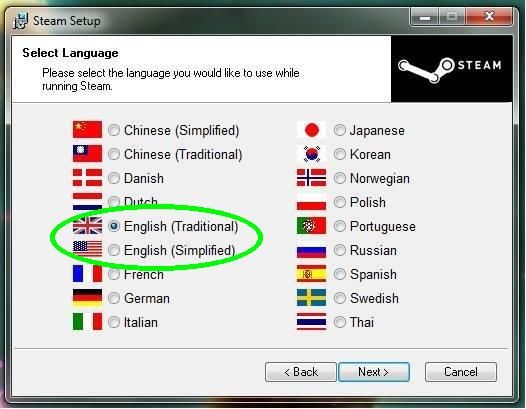 Steam Setup
Select Language
Please select the language you would like to use while
running Steam.
STEAM
Chinese (Simplified)
Chinese (Traditional)
Danish
Dutch
English (Traditional)
English (Simplified)
French
German
Italian
Japanese
Korean
Norwegian
Polish
Portuguese
Russian
Spanish
Swedish
Thai
< Back
Next >
Cancel